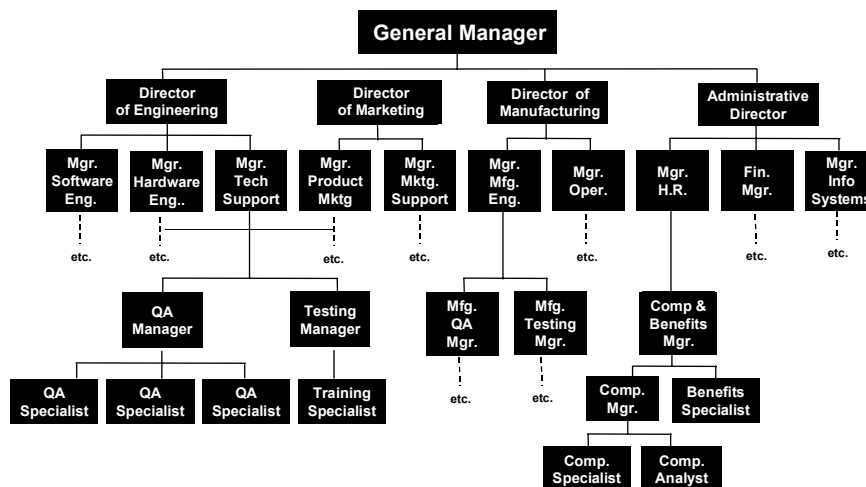 General Manager
Director
of Engineering
Director
of Marketing
Director of
Manufacturing
Administrative
Director
Mgr.
Software
Eng.
Mgr.
Hardware
Eng..
Mgr.
Tech
Support
Mgr.
Product
Mktg
Mgr.
Mktg.
Support
Mgr.
Mfg.
Eng.
Mgr.
Oper.
Mgr.
H.R.
Fin.
Mgr.
Mgr.
Info
Systems
etc.
etc.
etc.
etc.
etc.
etc.
QA
Manager
Testing
Manager
Mfg.
QA
Mgr.
Mfg.
Testing
Mgr.
Comp &
Benefits
Mgr.
QA
Specialist
QA
Specialist
QA
Specialist
Training
Specialist
etc.
etc.
Comp.
Mgr.
Benefits
Specialist
Comp.
Specialist
Comp.
Analyst